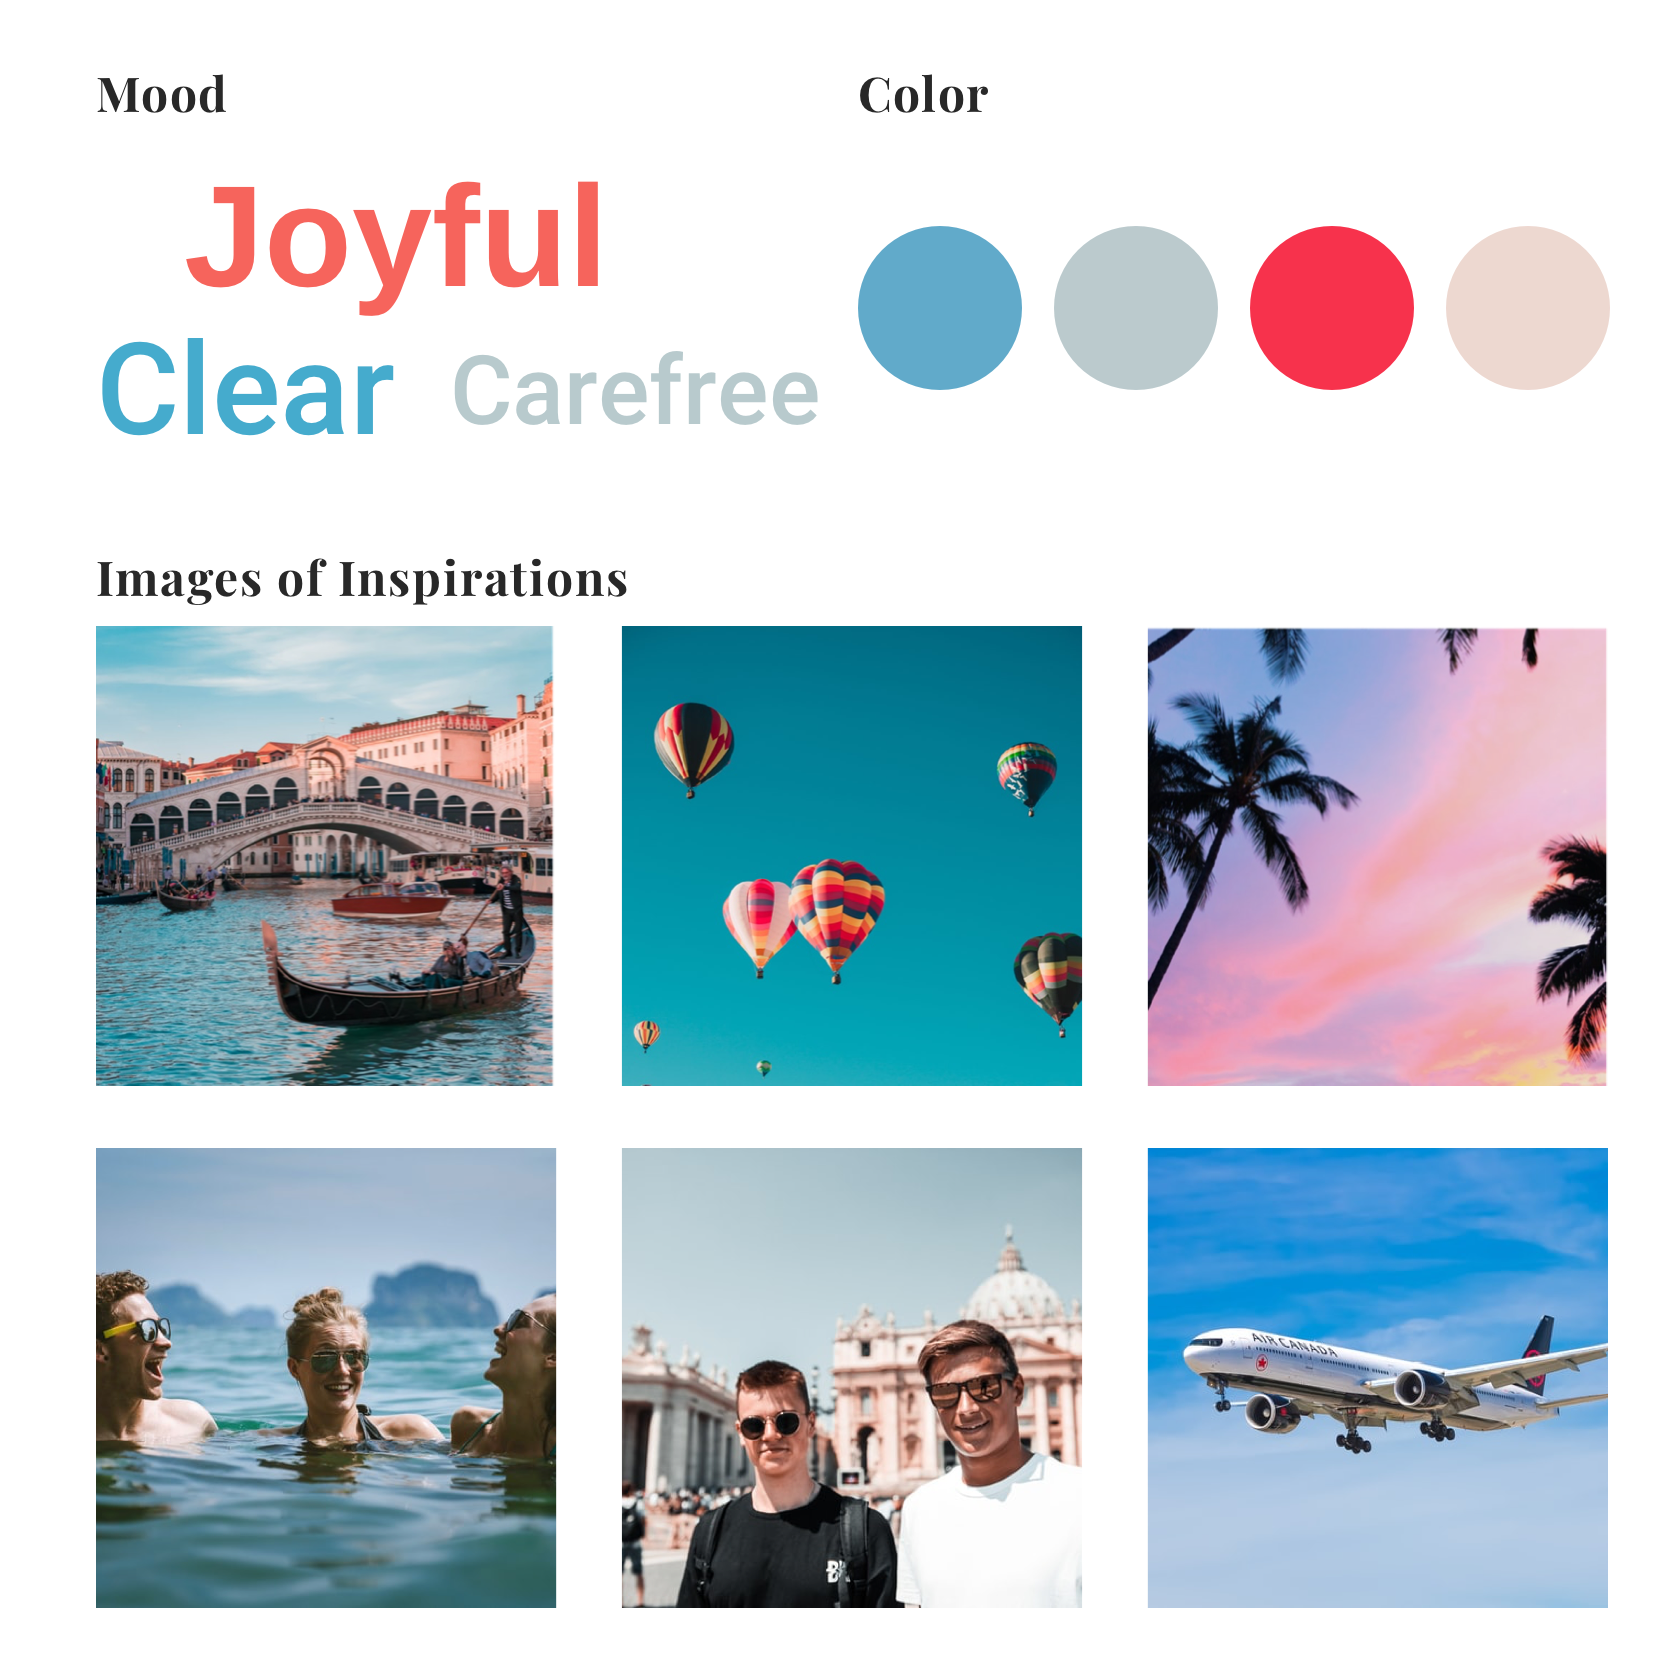 Mood
Color
Joyful
Clear
Carefree
Images of Inspirations
AIR CANADA